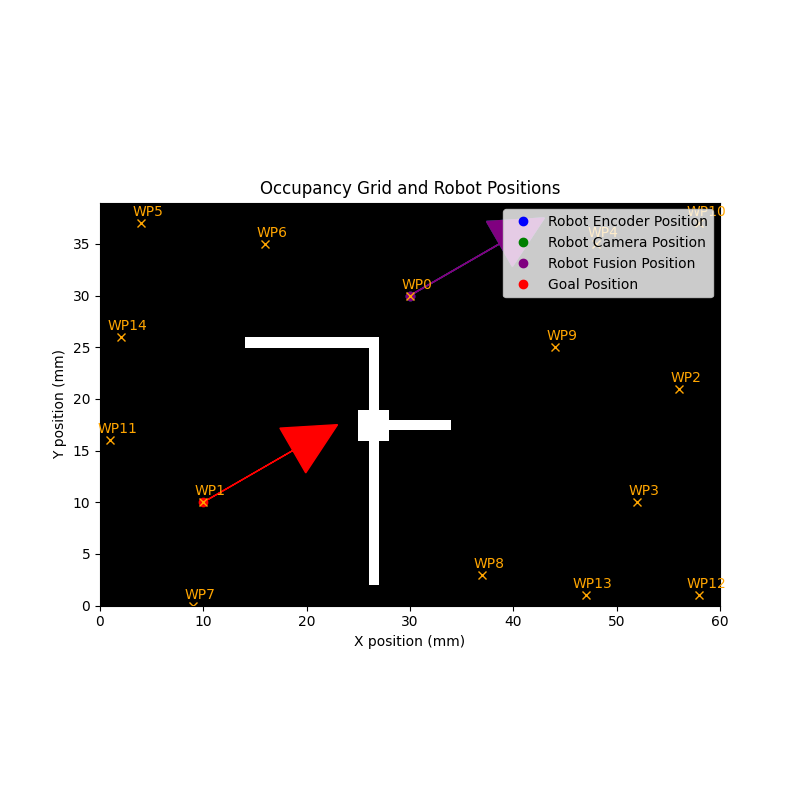 Occupancy Grid and Robot Positions
WP5
WP10
Robot Encoder Position
WP6
WP4
Robot Camera Position
Robot Fusion Position
WP0
Goal Position
WP14
WP9
WP2
WP11
WP1
WP3
WP8
WP7
WP13
WP12
35
30
25
20
15
10
5
0
Y position (mm)
0 10 20 30 40 50 60
X position (mm)